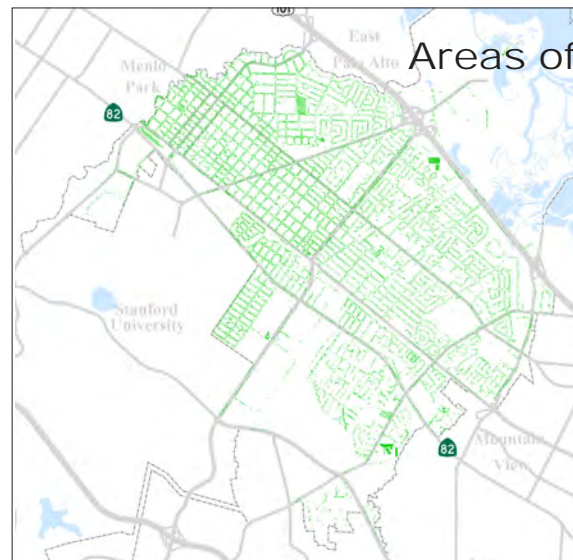 101
East
Palo Alto
Areas of
Menlo
Park
82
Stanford
University
82
Mountain
View